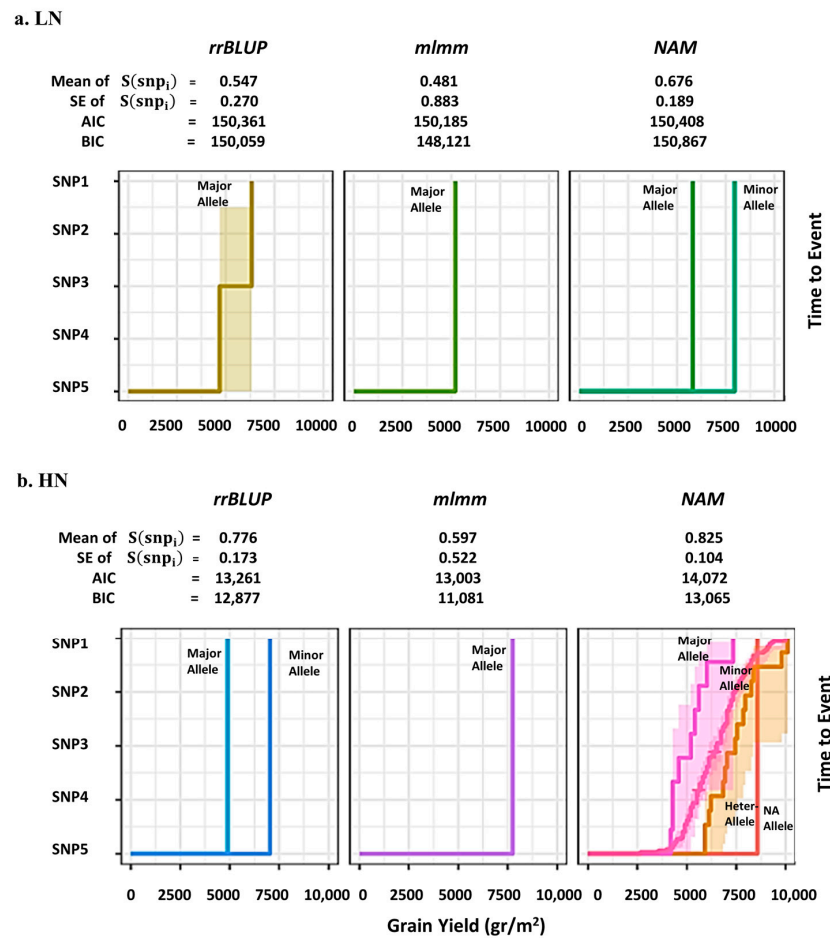 a. LN
rrBLUP mlmm NAM
Mean of S(snpi) = 0.547 0.481 0.676
SE of S(snpi) = 0.270 0.883 0.189
AIC = 150,361 150,185 150,408
BIC = 150,059 148,121 150,867
SNP1
SNP2
SNP3
SNP4
SNP5
Major
Allele
Major
Allele
Major
Allele
Minor
Allele
Time to Event
0 2500 5000 7500 10000 0 2500 5000 7500 10000 0 2500 5000 7500 10000
b. HN
rrBLUP mlmm NAM
Mean of S(snpi) = 0.776 0.597 0.825
SE of S(snpi) = 0.173 0.522 0.104
AIC = 13,261 13,003 14,072
BIC = 12,877 11,081 13,065
SNP1
SNP2
SNP3
SNP4
SNP5
Major
Allele
Minor
Allele
Major
Allele
Major
Allele
Minor
Allele
Heter-
Allele
NA
Allele
Time to Event
0 2500 5000 7500 10,000 0 2500 5000 7500 10,000 0 2500 5000 7500 10,000
Grain Yield (gr/m²)